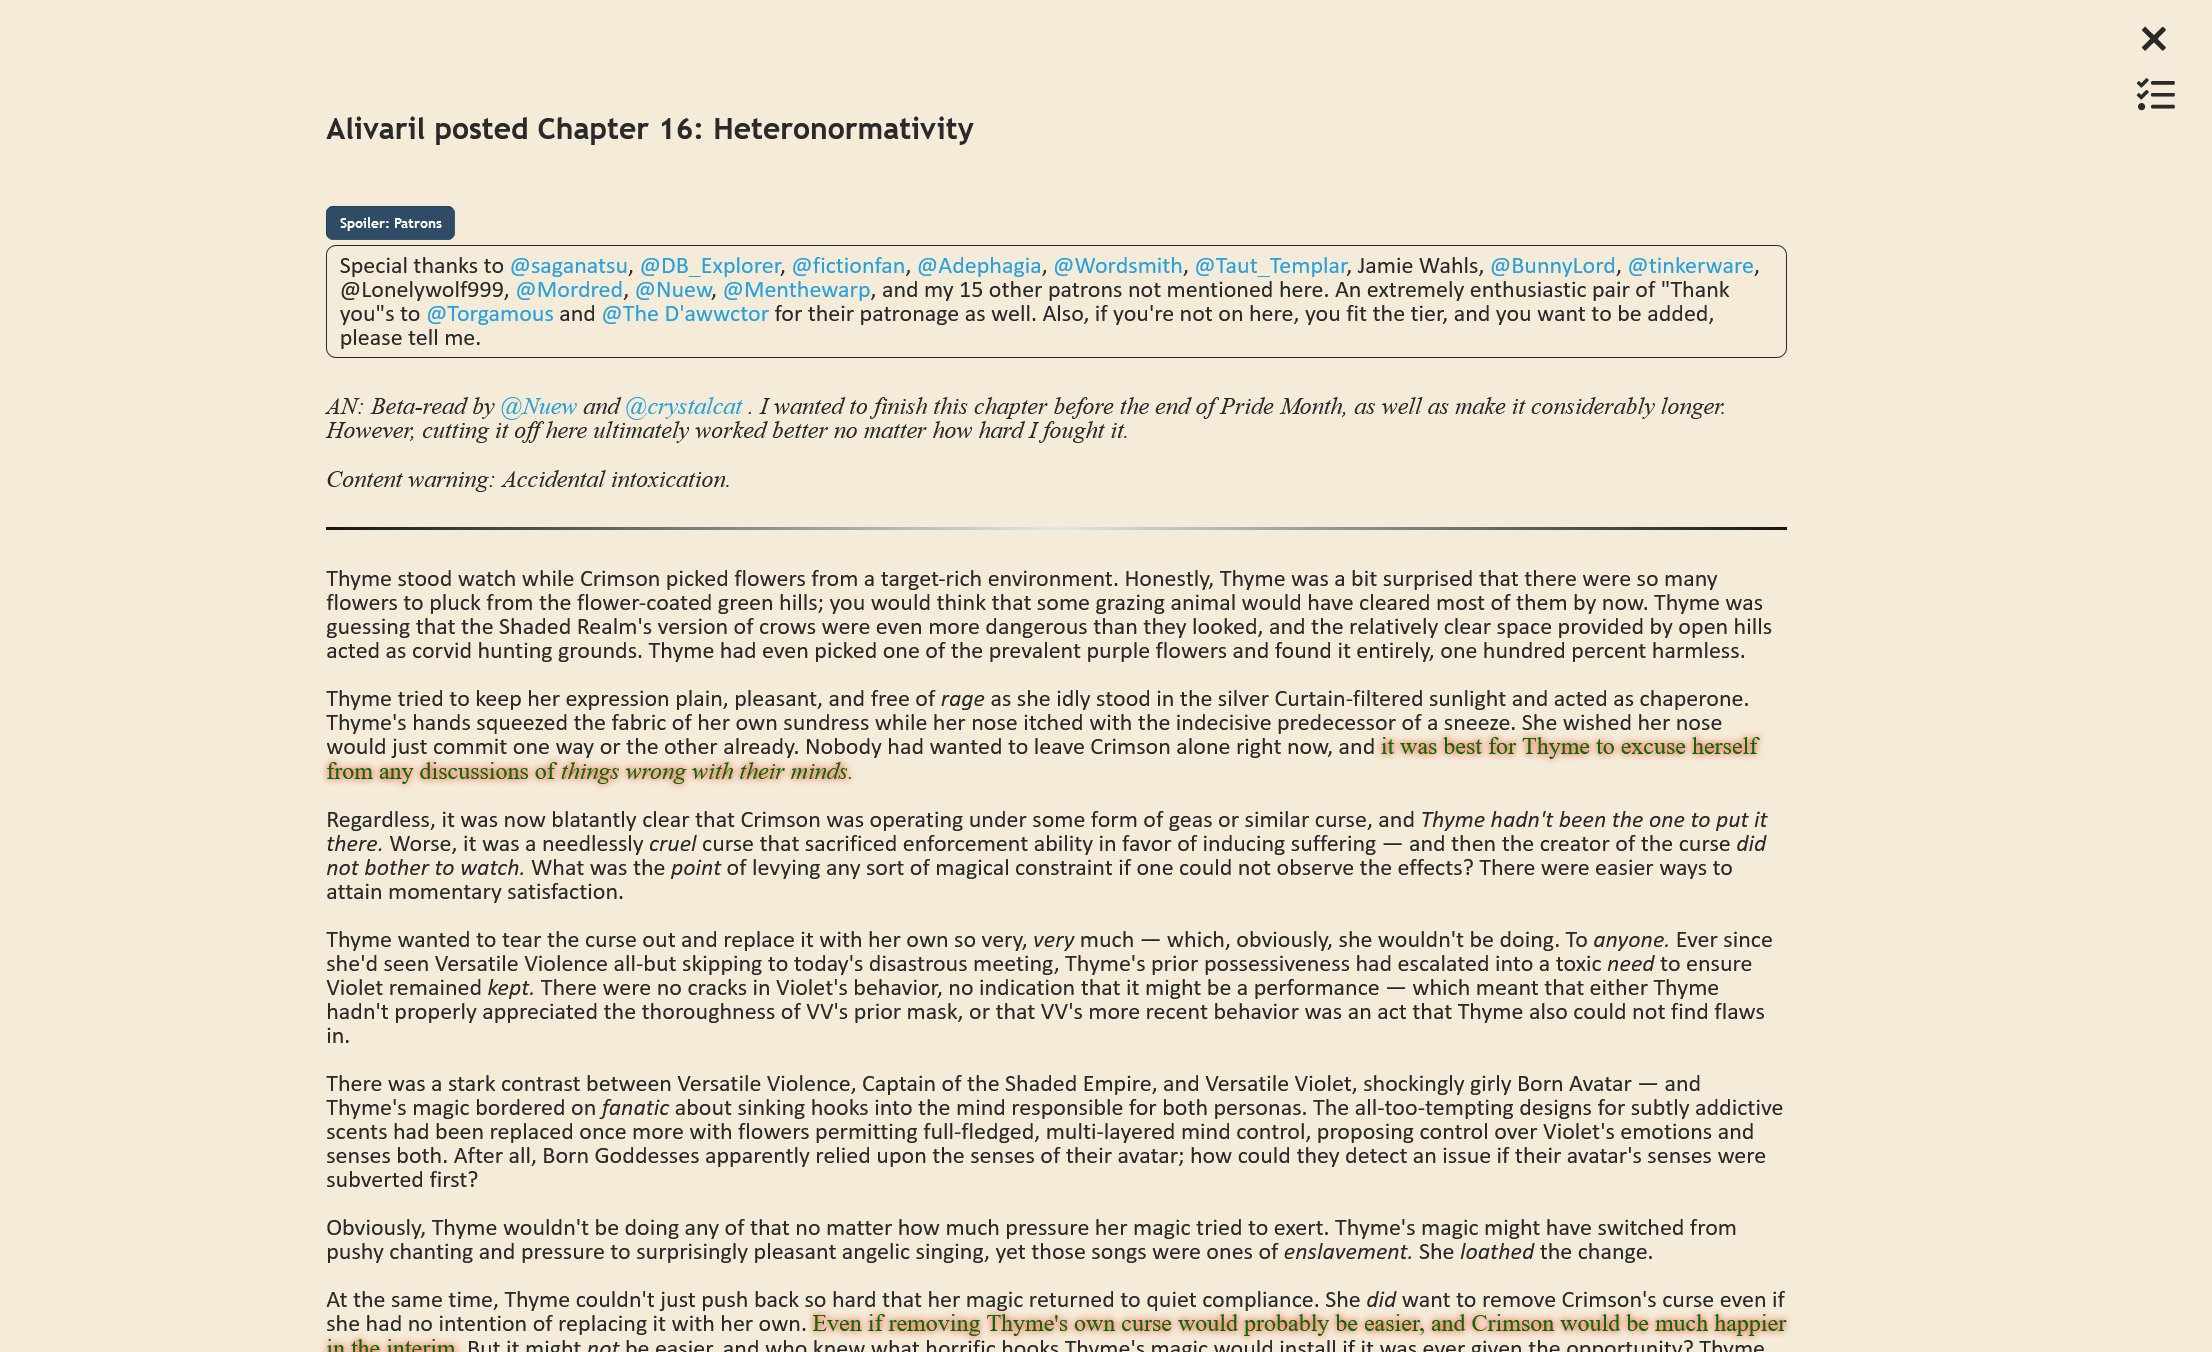 Alivaril posted Chapter 16: Heteronormativity
Spoiler: Patrons
Special thanks to @saganatsu, @DB_Explorer, @fictionfan, @Adephagia, @Wordsmith, @Taut_Templar, Jamie Wahls, @BunnyLord, @tinkerware,
@Lonelywolf999, @Mordred, @Nuew, @Menthewarp, and my 15 other patrons not mentioned here. An extremely enthusiastic pair of "Thank
you"s to @Torgamous and @The D'awwctor for their patronage as well. Also, if you're not on here, you fit the tier, and you want to be added,
please tell me.
AN: Beta-read by @Nuew and @crystalcat . I wanted to finish this chapter before the end of Pride Month, as well as make it considerably longer.
However, cutting it off here ultimately worked better no matter how hard I fought it.
Content warning: Accidental intoxication.
Thyme stood watch while Crimson picked flowers from a target-rich environment. Honestly, Thyme was a bit surprised that there were so many
flowers to pluck from the flower-coated green hills; you would think that some grazing animal would have cleared most of them by now. Thyme was
guessing that the Shaded Realm's version of crows were even more dangerous than they looked, and the relatively clear space provided by open hills
acted as corvid hunting grounds. Thyme had even picked one of the prevalent purple flowers and found it entirely, one hundred percent harmless.
Thyme tried to keep her expression plain, pleasant, and free of rage as she idly stood in the silver Curtain-filtered sunlight and acted as chaperone.
Thyme's hands squeezed the fabric of her own sundress while her nose itched with the indecisive predecessor of a sneeze. She wished her nose
would just commit one way or the other already. Nobody had wanted to leave Crimson alone right now, and it was best for Thyme to excuse herself
from any discussions of things wrong with their minds.
Regardless, it was now blatantly clear that Crimson was operating under some form of geas or similar curse, and Thyme hadn't been the one to put it
there. Worse, it was a needlessly cruel curse that sacrificed enforcement ability in favor of inducing suffering — and then the creator of the curse did
not bother to watch. What was the point of levying any sort of magical constraint if one could not observe the effects? There were easier ways to
attain momentary satisfaction.
Thyme wanted to tear the curse out and replace it with her own so very, very much — which, obviously, she wouldn't be doing. To anyone. Ever since
she'd seen Versatile Violence all-but skipping to today's disastrous meeting, Thyme's prior possessiveness had escalated into a toxic need to ensure
Violet remained kept. There were no cracks in Violet's behavior, no indication that it might be a performance — which meant that either Thyme
hadn't properly appreciated the thoroughness of VV's prior mask, or that VV's more recent behavior was an act that Thyme also could not find flaws
in.
There was a stark contrast between Versatile Violence, Captain of the Shaded Empire, and Versatile Violet, shockingly girly Born Avatar — and
Thyme's magic bordered on fanatic about sinking hooks into the mind responsible for both personas. The all-too-tempting designs for subtly addictive
scents had been replaced once more with flowers permitting full-fledged, multi-layered mind control, proposing control over Violet's emotions and
senses both. After all, Born Goddesses apparently relied upon the senses of their avatar; how could they detect an issue if their avatar's senses were
subverted first?
Obviously, Thyme wouldn't be doing any of that no matter how much pressure her magic tried to exert. Thyme's magic might have switched from
pushy chanting and pressure to surprisingly pleasant angelic singing, yet those songs were ones of enslavement. She loathed the change.
At the same time, Thyme couldn't just push back so hard that her magic returned to quiet compliance. She did want to remove Crimson's curse even if
she had no intention of replacing it with her own. Even if removing Thyme's own curse would probably be easier, and Crimson would be much happier
in the interim. But it might not be easier, and who knew what horrific hooks Thyme's magic would install if it was ever given the opportunity? Thyme